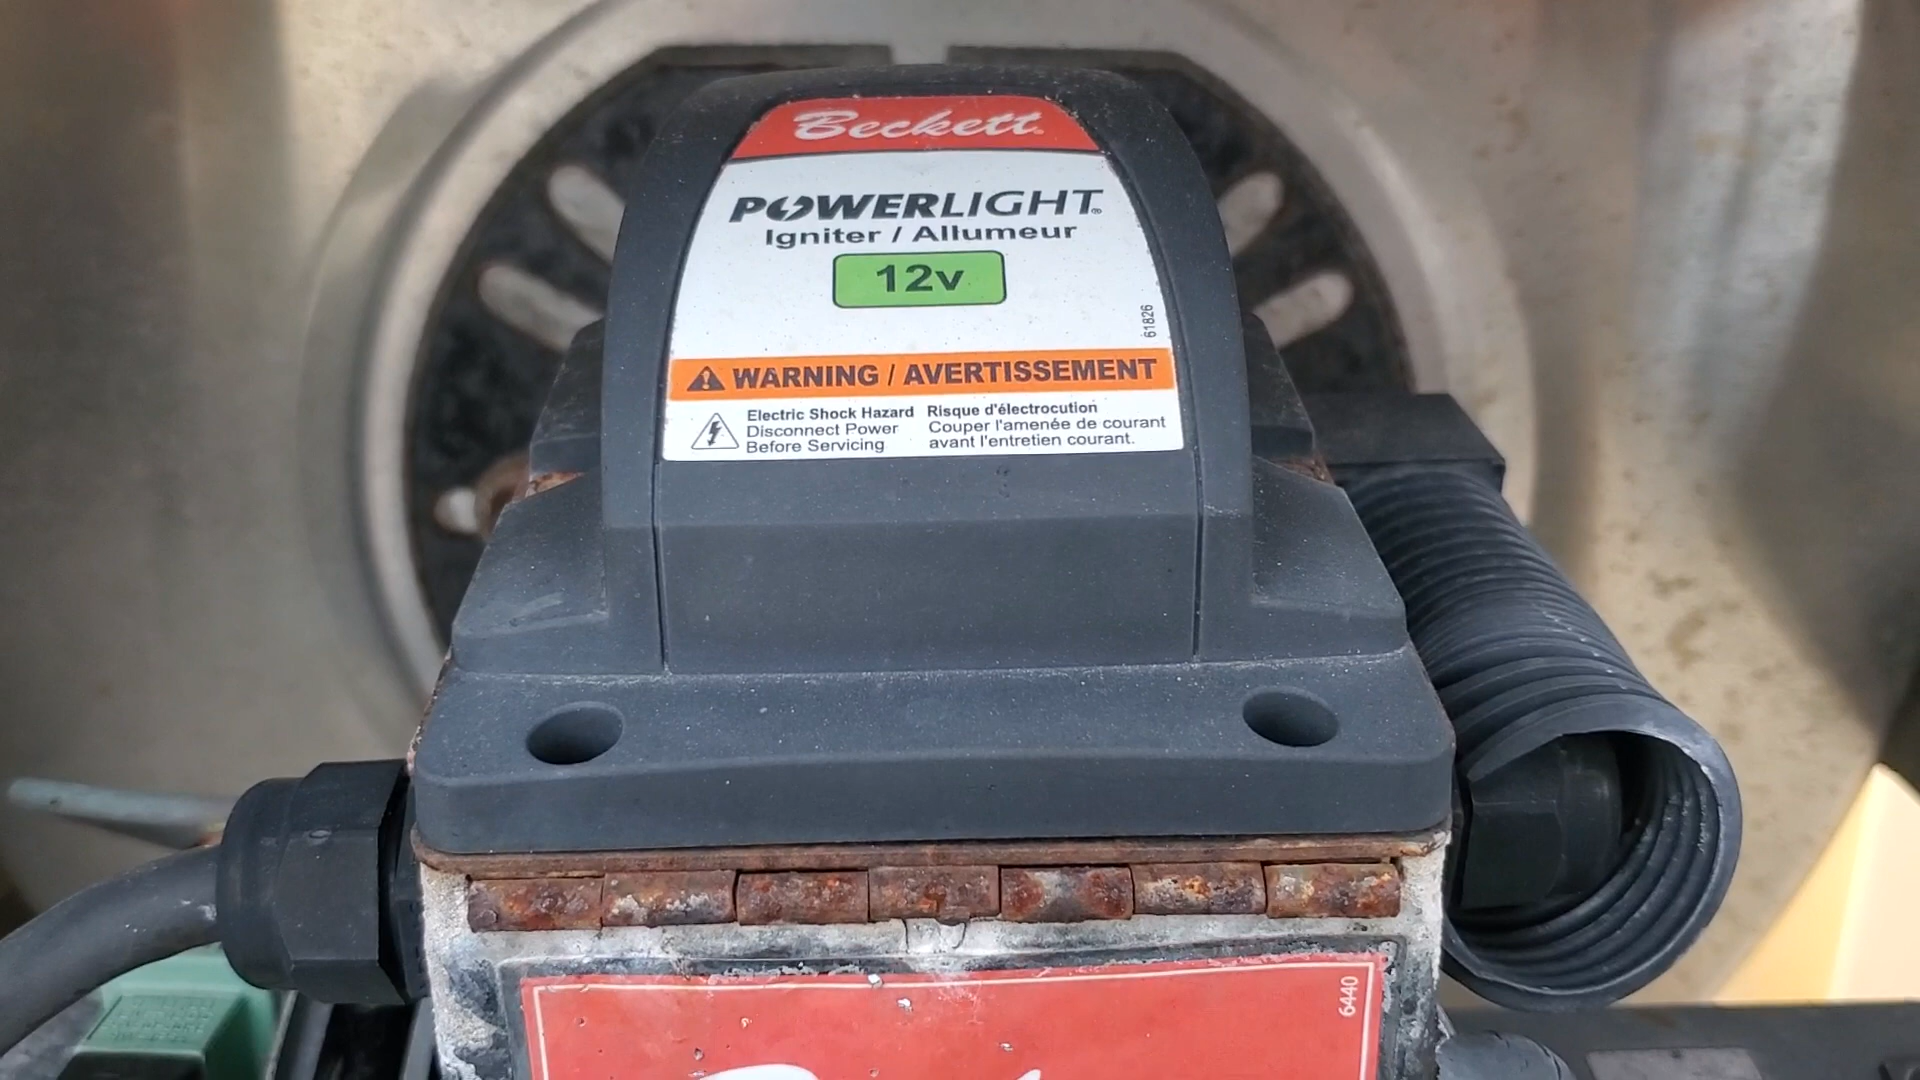 Beckett
POWERLIGHT®
Igniter / Allumeur
12v
61826
WARNING / AVERTISSEMENT
Electric Shock Hazard
Disconnect Power
Before Servicing
Risque d'électrocution
Couper l'amenée de courant
avant l'entretien courant.
6440